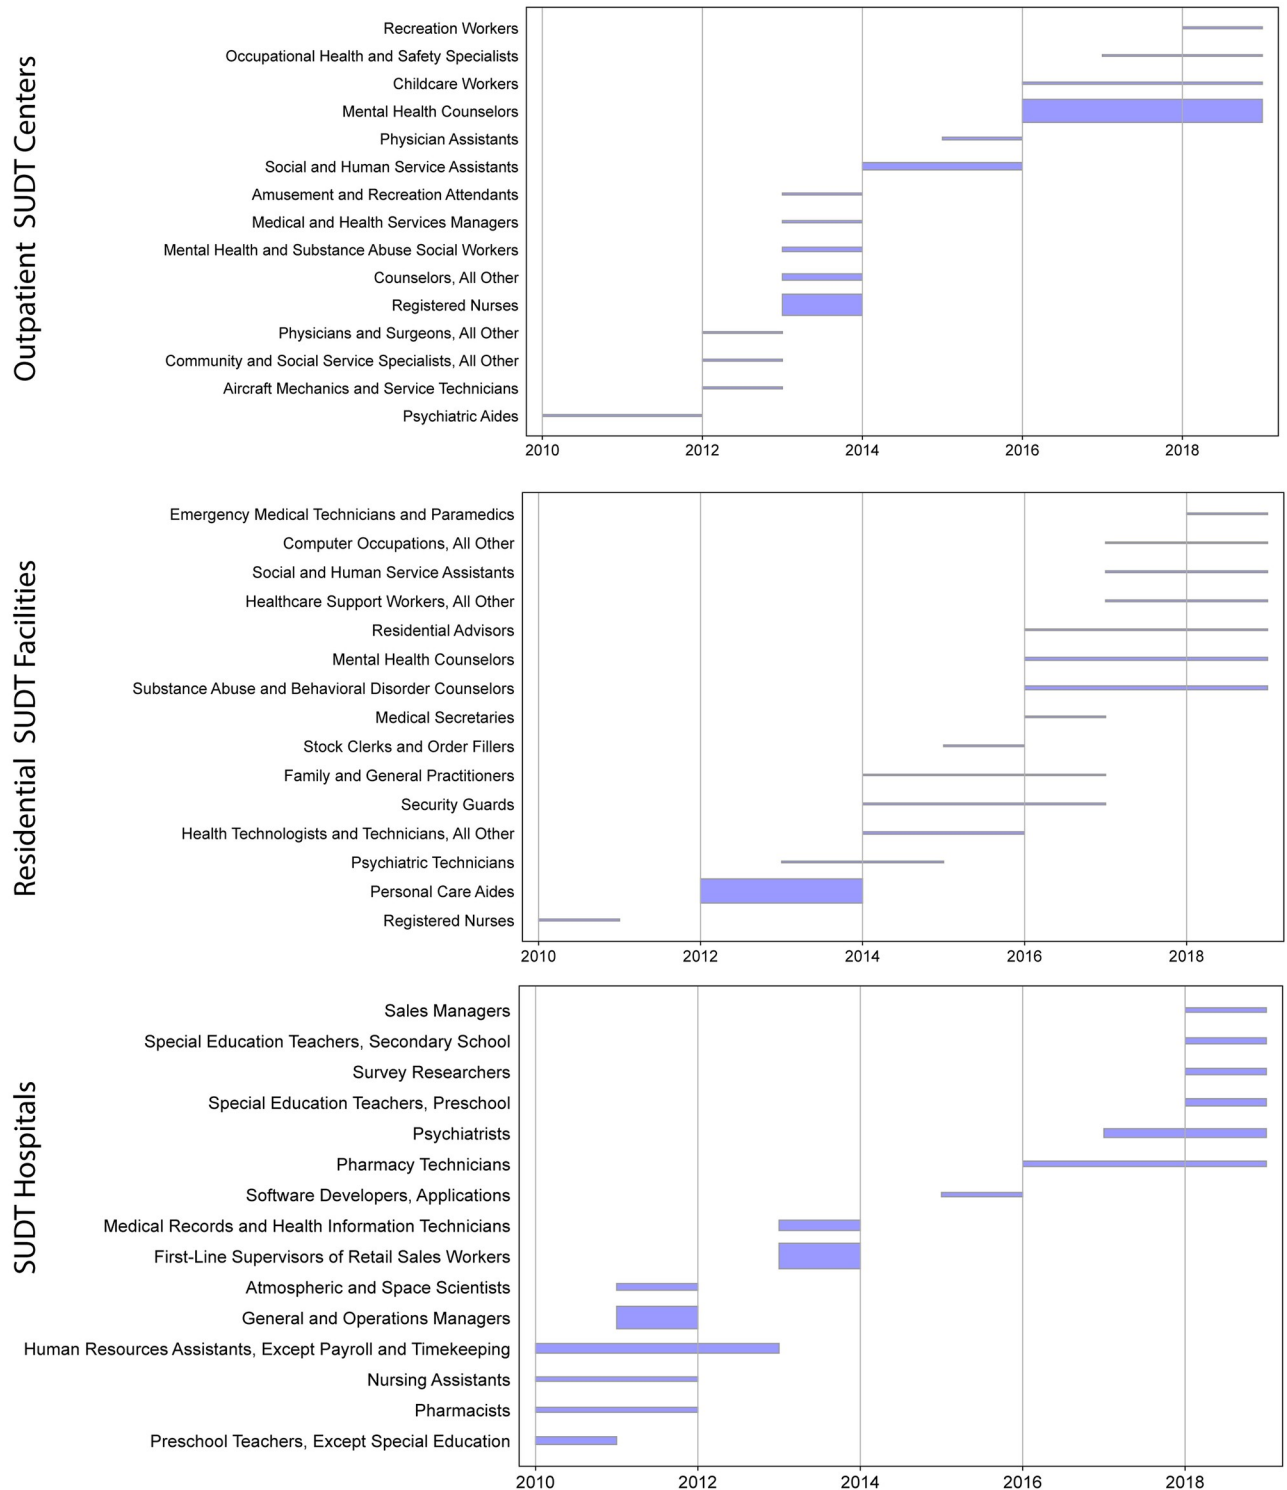 Outpatient SUDT Centers
Recreation Workers
Occupational Health and Safety Specialists
Childcare Workers
Mental Health Counselors
Physician Assistants
Social and Human Service Assistants
Amusement and Recreation Attendants
Medical and Health Services Managers
Mental Health and Substance Abuse Social Workers
Counselors, All Other
Registered Nurses
Physicians and Surgeons, All Other
Community and Social Service Specialists, All Other
Aircraft Mechanics and Service Technicians
Psychiatric Aides
2010 2012 2014 2016 2018
Residential SUDT Facilities
Emergency Medical Technicians and Paramedics
Computer Occupations, All Other
Social and Human Service Assistants
Healthcare Support Workers, All Other
Residential Advisors
Mental Health Counselors
Substance Abuse and Behavioral Disorder Counselors
Medical Secretaries
Stock Clerks and Order Fillers
Family and General Practitioners
Security Guards
Health Technologists and Technicians, All Other
Psychiatric Technicians
Personal Care Aides
Registered Nurses
2010 2012 2014 2016 2018
SUDT Hospitals
Sales Managers
Special Education Teachers, Secondary School
Survey Researchers
Special Education Teachers, Preschool
Psychiatrists
Pharmacy Technicians
Software Developers, Applications
Medical Records and Health Information Technicians
First-Line Supervisors of Retail Sales Workers
Atmospheric and Space Scientists
General and Operations Managers
Human Resources Assistants, Except Payroll and Timekeeping
Nursing Assistants
Pharmacists
Preschool Teachers, Except Special Education
2010 2012 2014 2016 2018